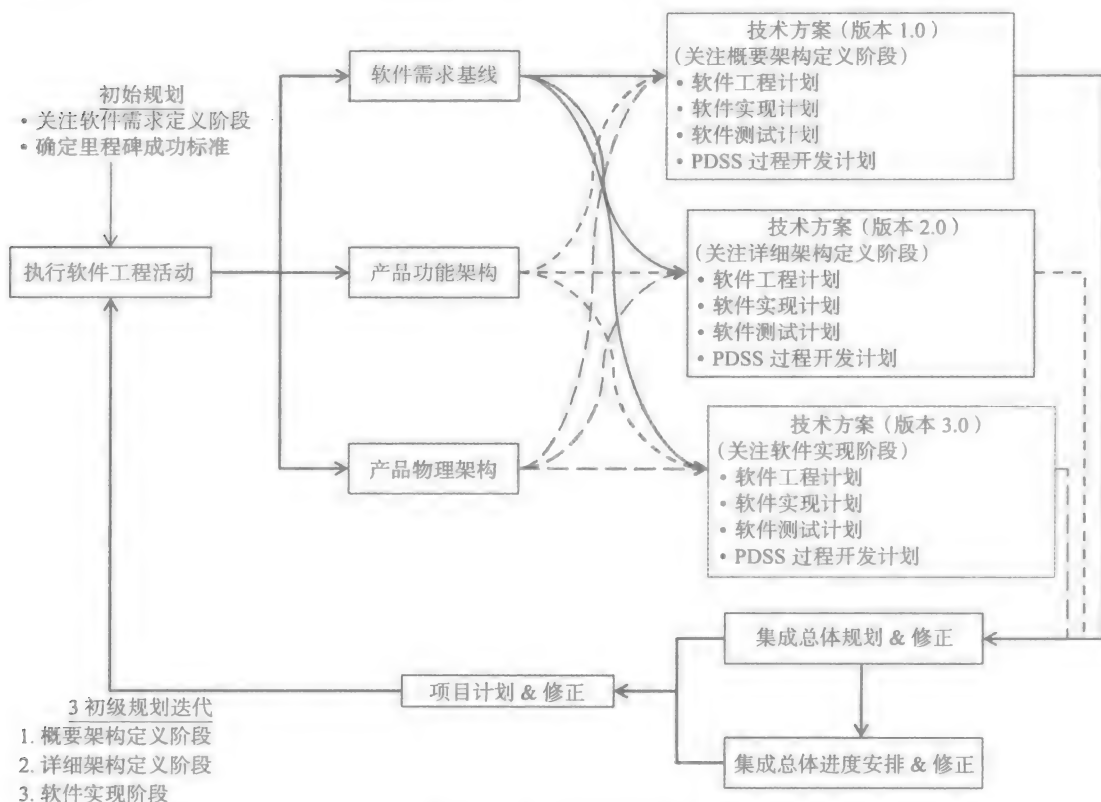 初始规划
• 关注软件需求定义阶段
• 确定里程碑成功标准
执行软件工程活动
软件需求基线
产品功能架构
产品物理架构
技术方案（版本 1.0）
(关注概要架构定义阶段)
• 软件工程计划
• 软件实现计划
• 软件测试计划
• PDSS 过程开发计划
技术方案（版本 2.0）
(关注详细架构定义阶段)
• 软件工程计划
• 软件实现计划
• 软件测试计划
• PDSS 过程开发计划
技术方案（版本 3.0）
(关注软件实现阶段)
• 软件工程计划
• 软件实现计划
• 软件测试计划
• PDSS 过程开发计划
集成总体规划 & 修正
项目计划 & 修正
集成总体进度安排 & 修正
3 初级规划迭代
1. 概要架构定义阶段
2. 详细架构定义阶段
3. 软件实现阶段